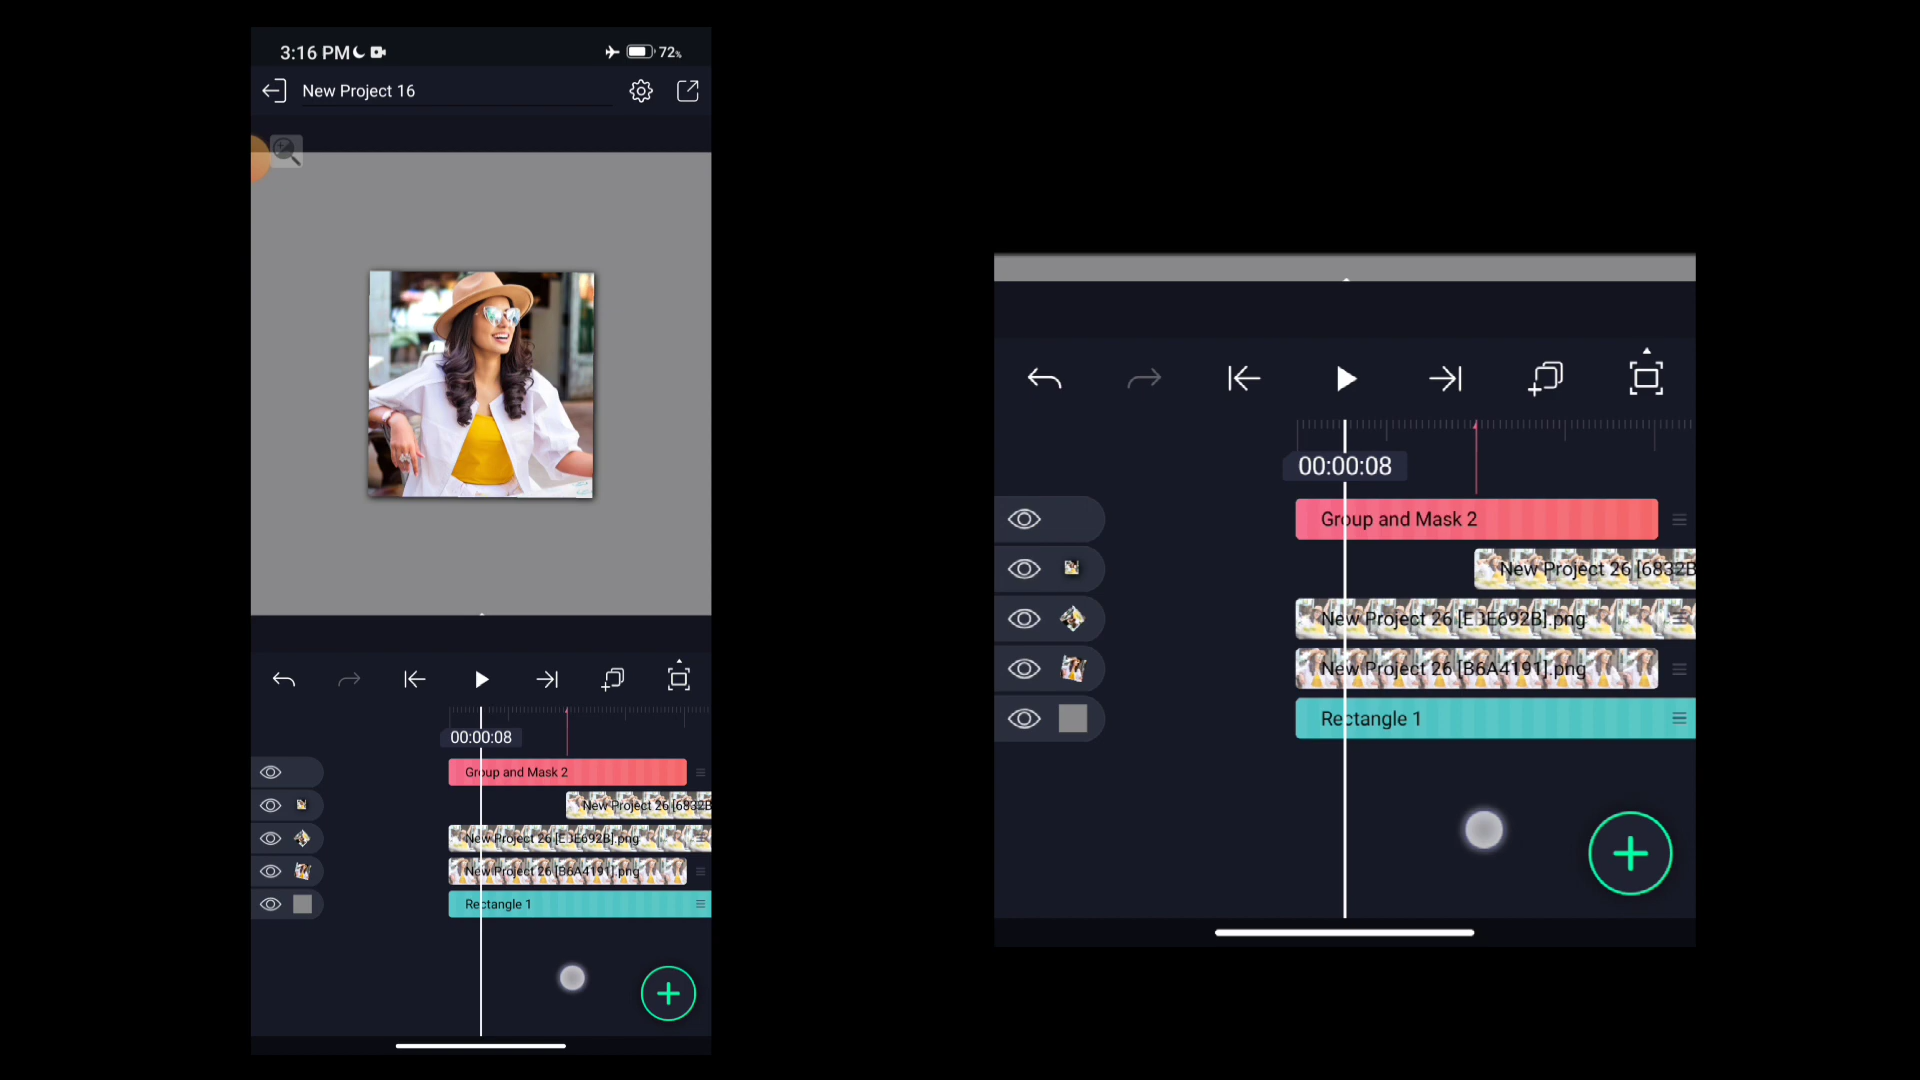 3:16 PM
72%
New Project 16
00:00:08
Group and Mask 2
New Project 26 [6832B
New Project 26 [EDE692B].png
New Project 26 [B6A4191].png
Rectangle 1
00:00:08
Group and Mask 2
New Project 26 [6832B
New Project 26 [EDE692B].png
New Project 26 [B6A4191].png
Rectangle 1